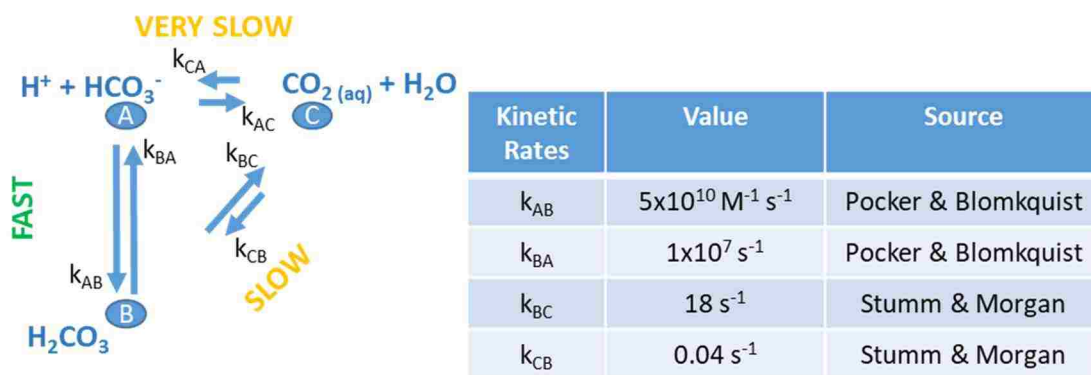 VERY SLOW
k_CA
H⁺ + HCO₃⁻ CO₂ (aq) + H₂O
A C
k_AC
k_BA
k_BC
FAST
k_CB
SLOW
k_AB
B
H₂CO₃
Kinetic Rates Value Source
k_AB 5x10¹⁰ M⁻¹ s⁻¹ Pocker & Blomkquist
k_BA 1x10⁷ s⁻¹ Pocker & Blomkquist
k_BC 18 s⁻¹ Stumm & Morgan
k_CB 0.04 s⁻¹ Stumm & Morgan